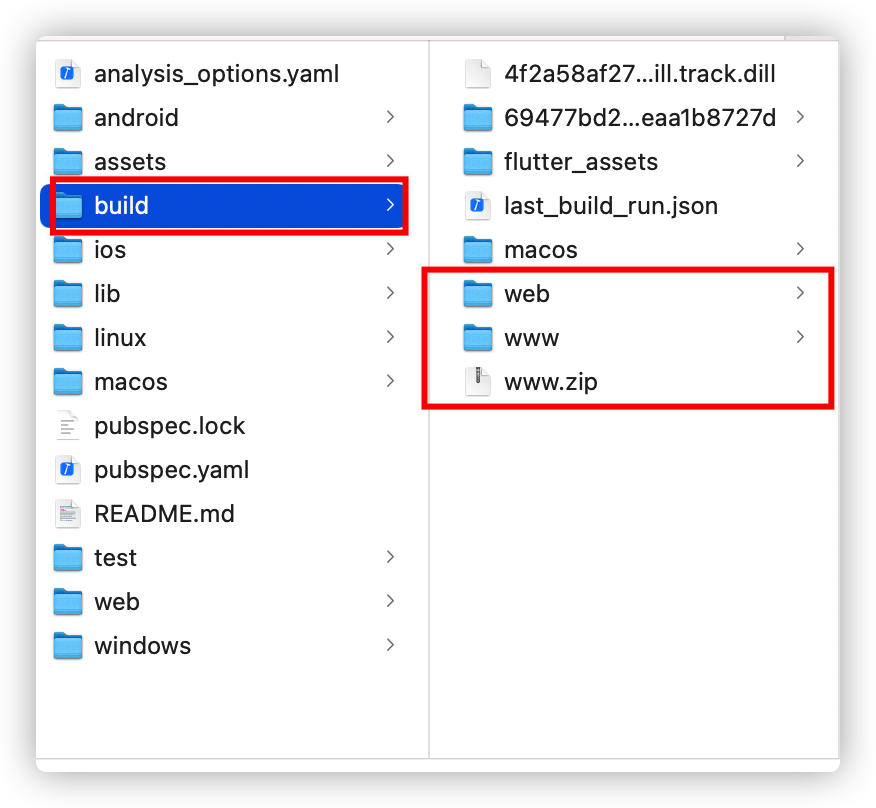 analysis_options.yaml
android
assets
build
ios
lib
linux
macos
pubspec.lock
pubspec.yaml
README.md
test
web
windows
4f2a58af27...ill.track.dill
69477bd2...eaa1b8727d
flutter_assets
last_build_run.json
macos
web
www
www.zip